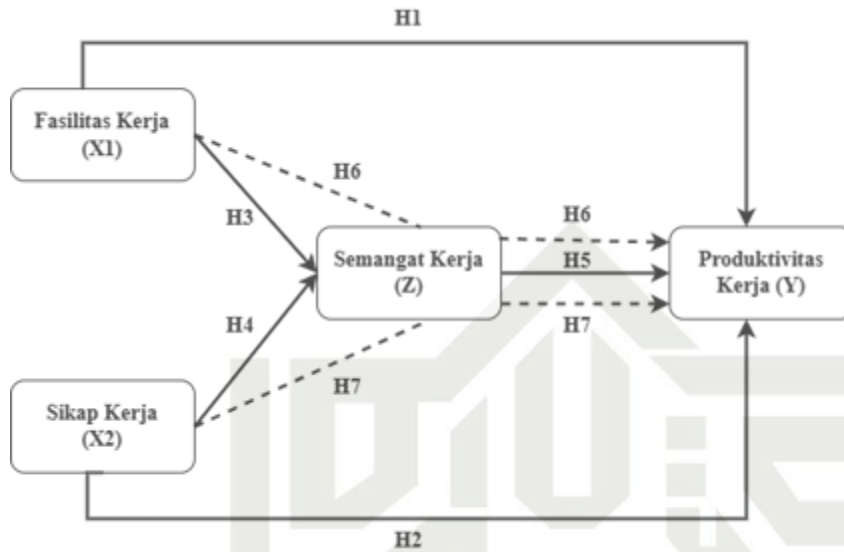 H1
Fasilitas Kerja
(X1)
H6
H3
H6
Semangat Kerja
(Z)
H5
Produktivitas
Kerja (Y)
H4
H7
H7
Sikap Kerja
(X2)
H2